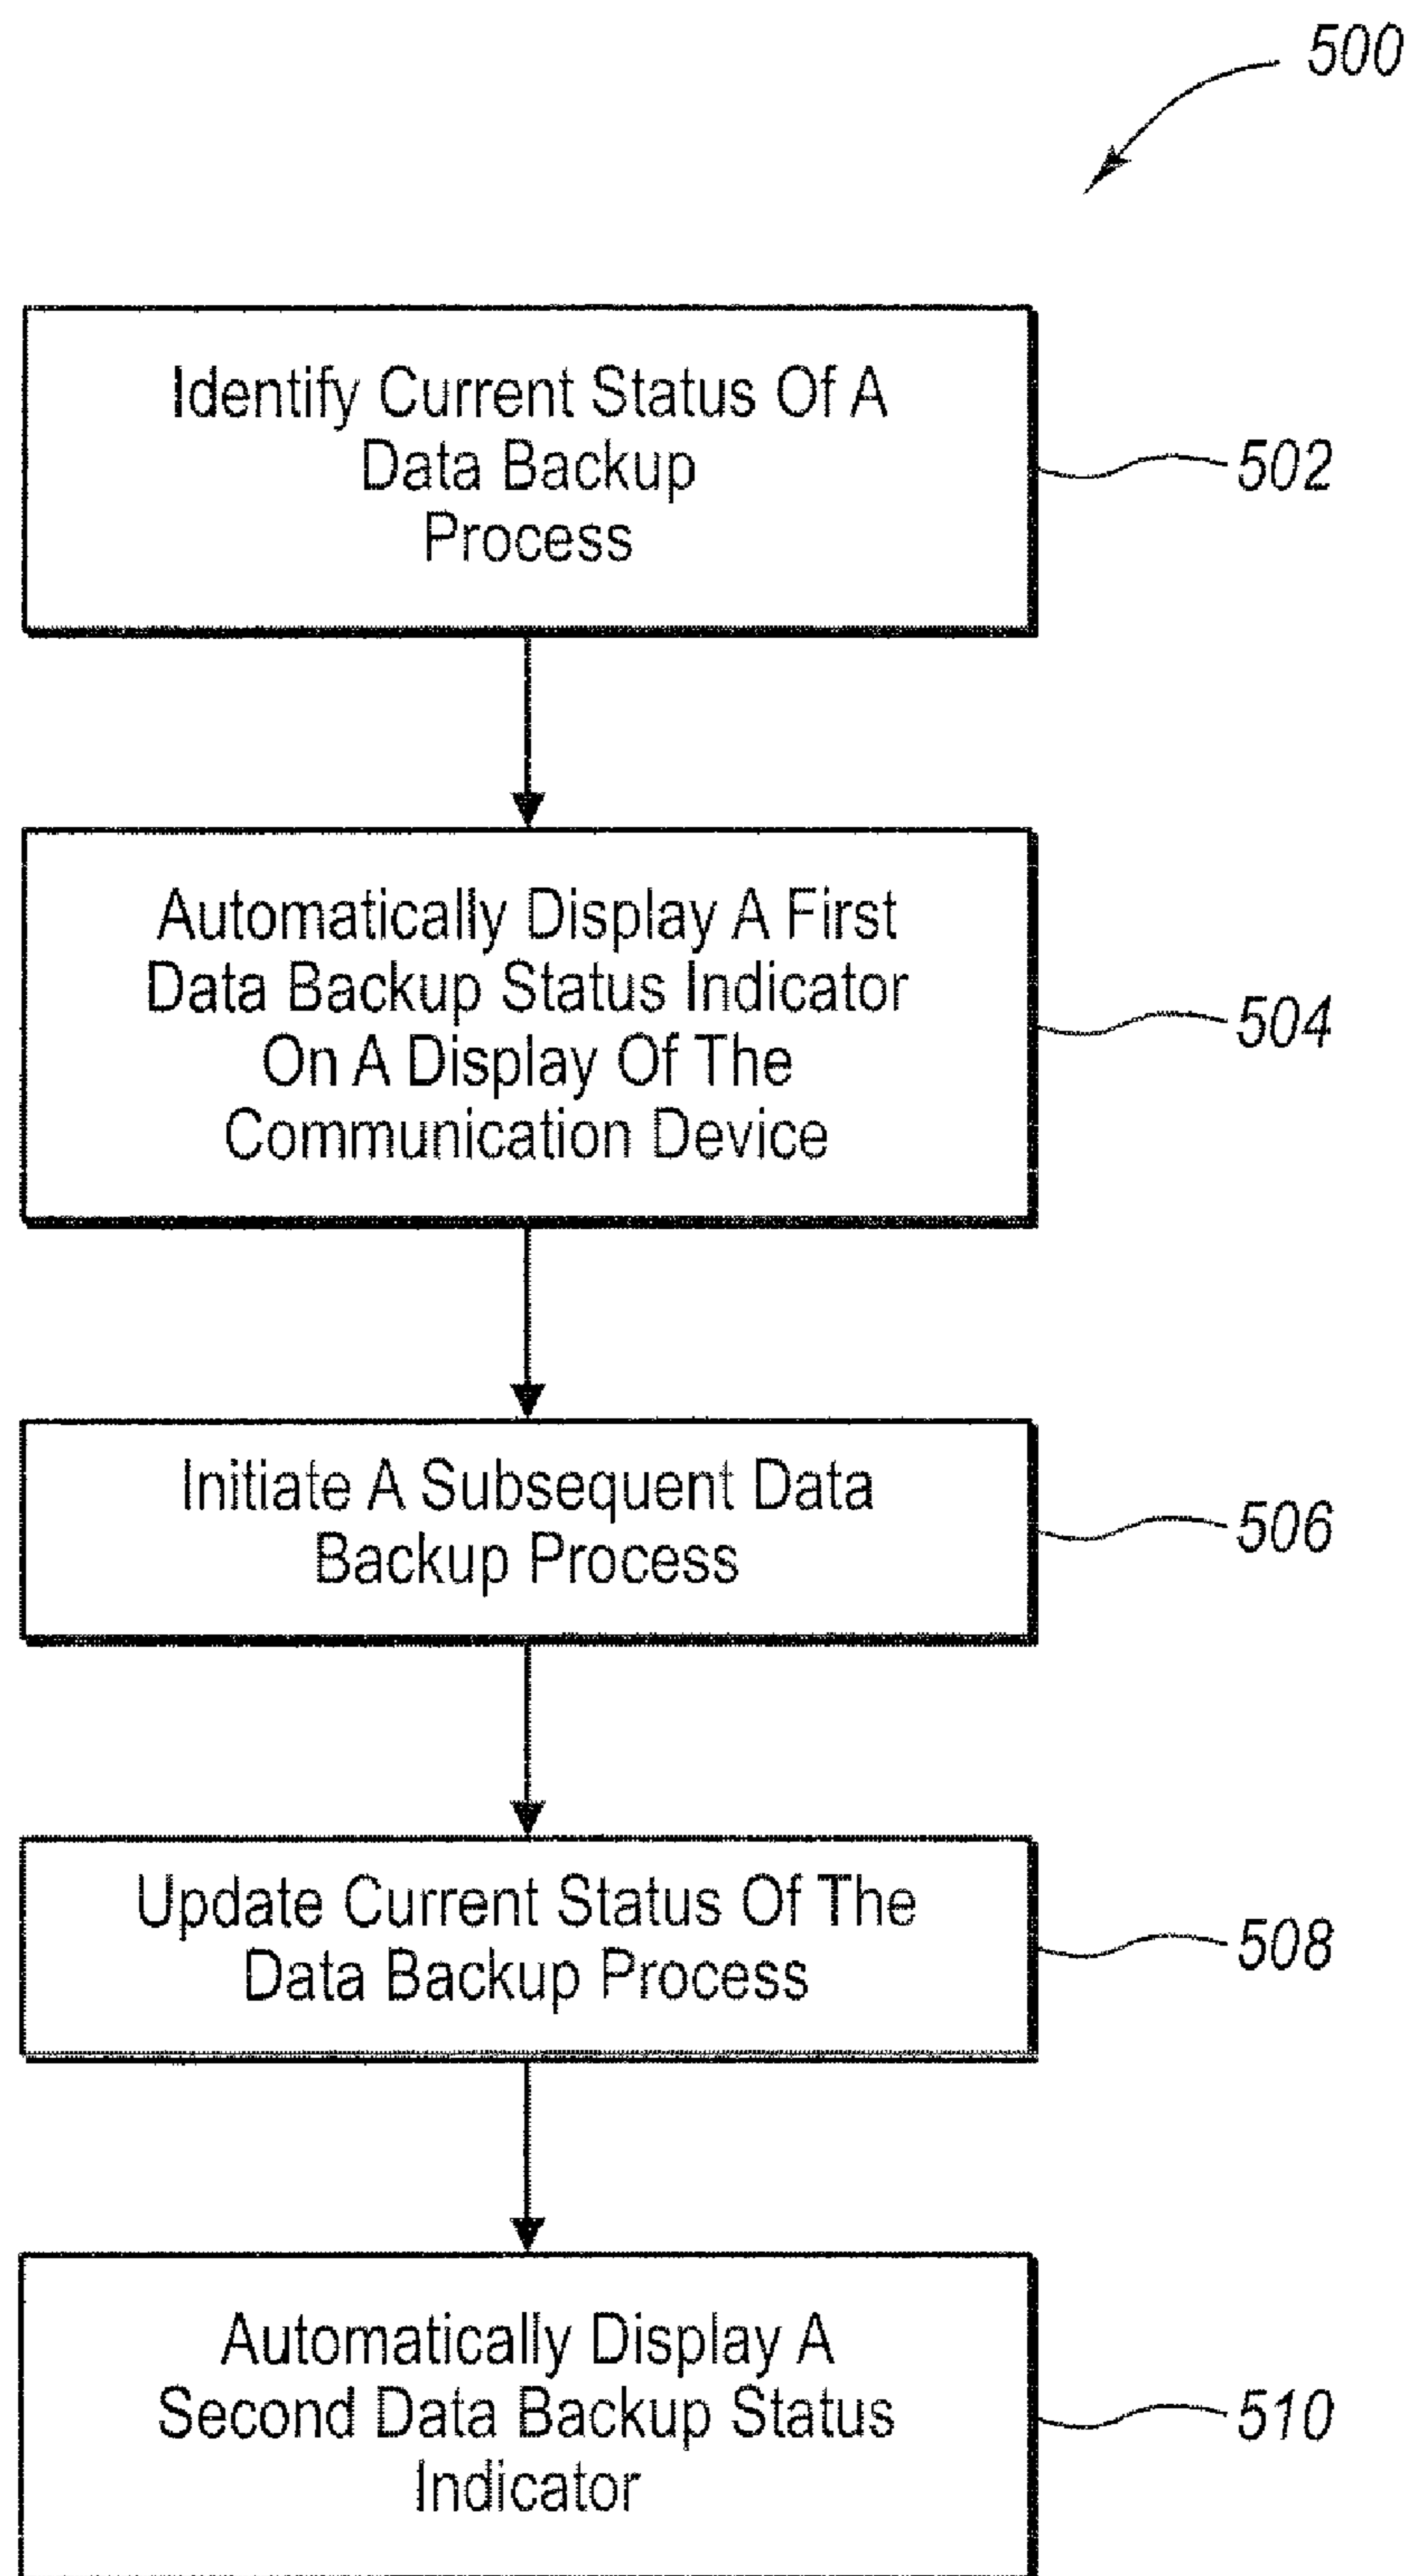 500
Identify Current Status Of A
Data Backup
Process
502
Automatically Display A First
Data Backup Status Indicator
On A Display Of The
Communication Device
504
Initiate A Subsequent Data
Backup Process
506
Update Current Status Of The
Data Backup Process
508
Automatically Display A
Second Data Backup Status
Indicator
510